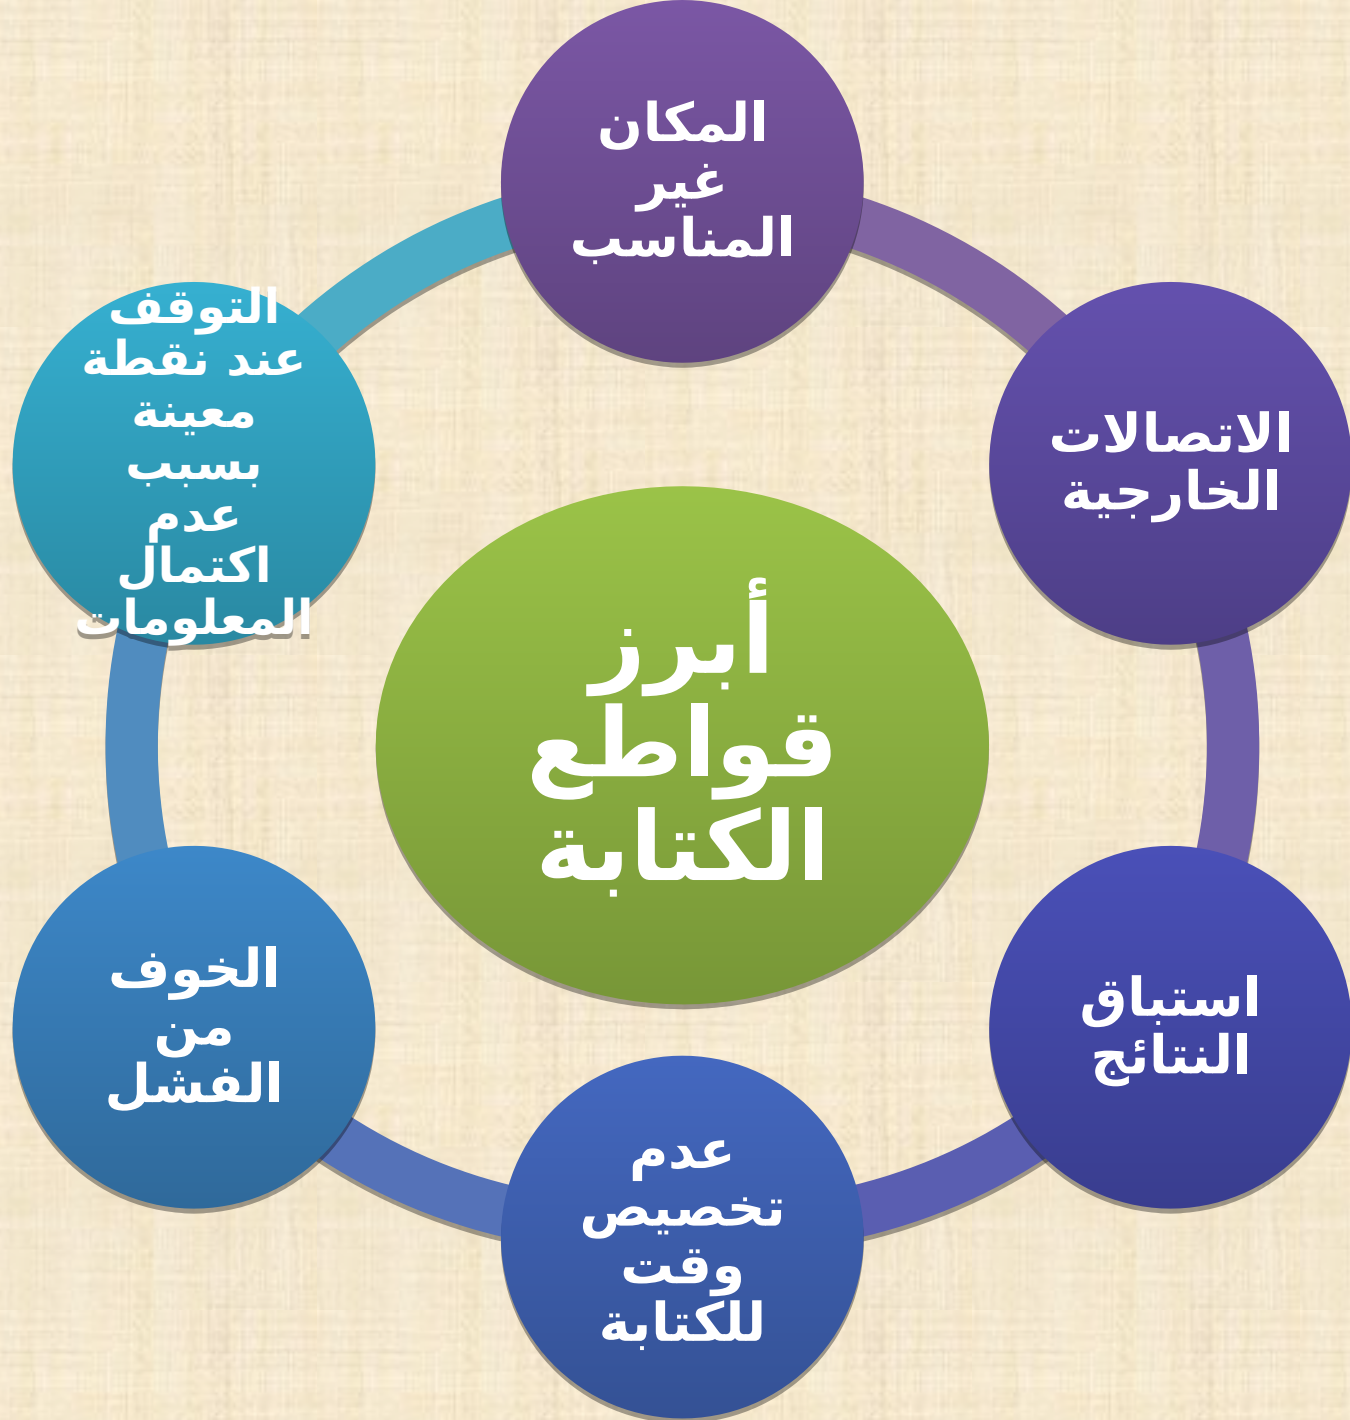 المكان
غير
المناسب
الاتصالات
الخارجية
استباق
النتائج
عدم
تخصيص
وقت
للكتابة
الخوف
من
الفشل
التوقف
عند نقطة
معينة
بسبب
عدم
اكتمال
المعلومات
أبرز
قواطع
الكتابة